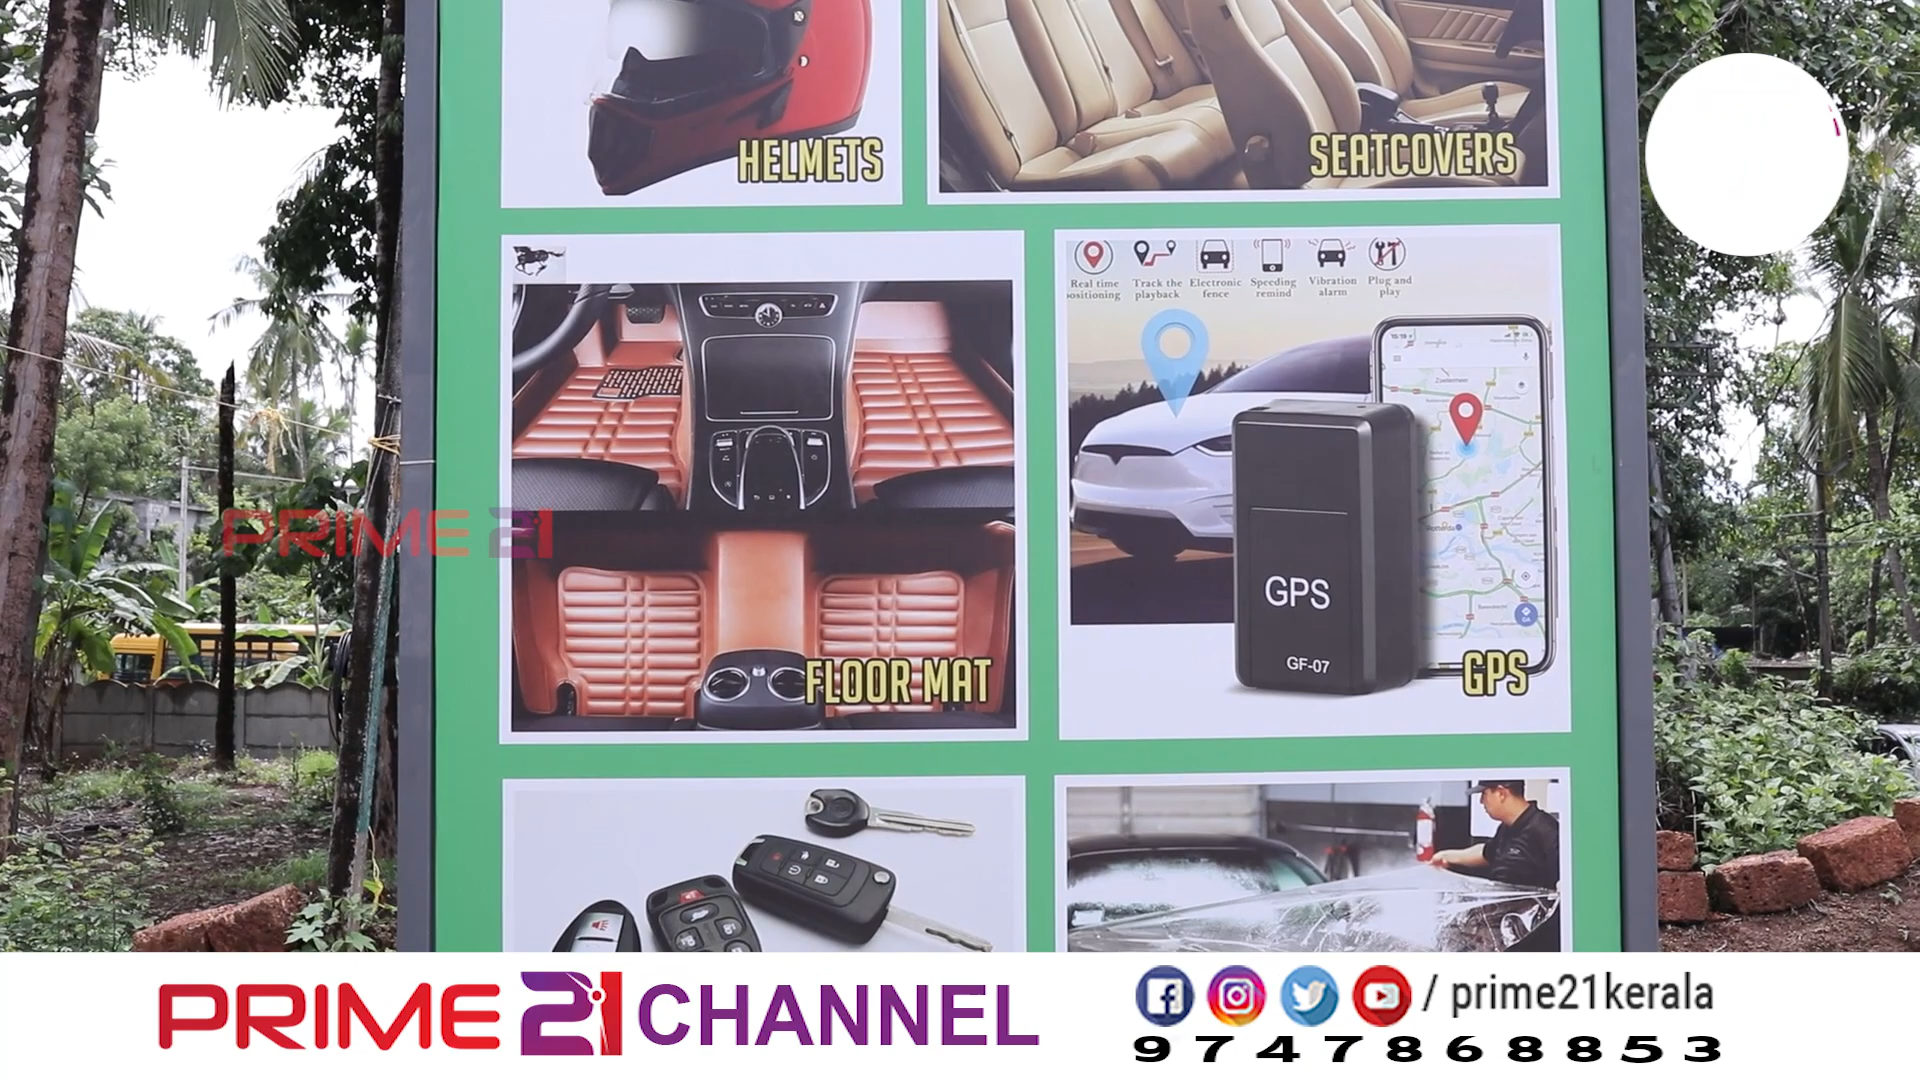 HELMETS
SEATCOVERS
Real time Track the Electronic Speeding Vibration Plug and
positioning playback fence remind alarm play
GPS
GF-07
FLOOR MAT
GPS
PRIME 21
PRIME 21 CHANNEL
/ prime21kerala
9747868853